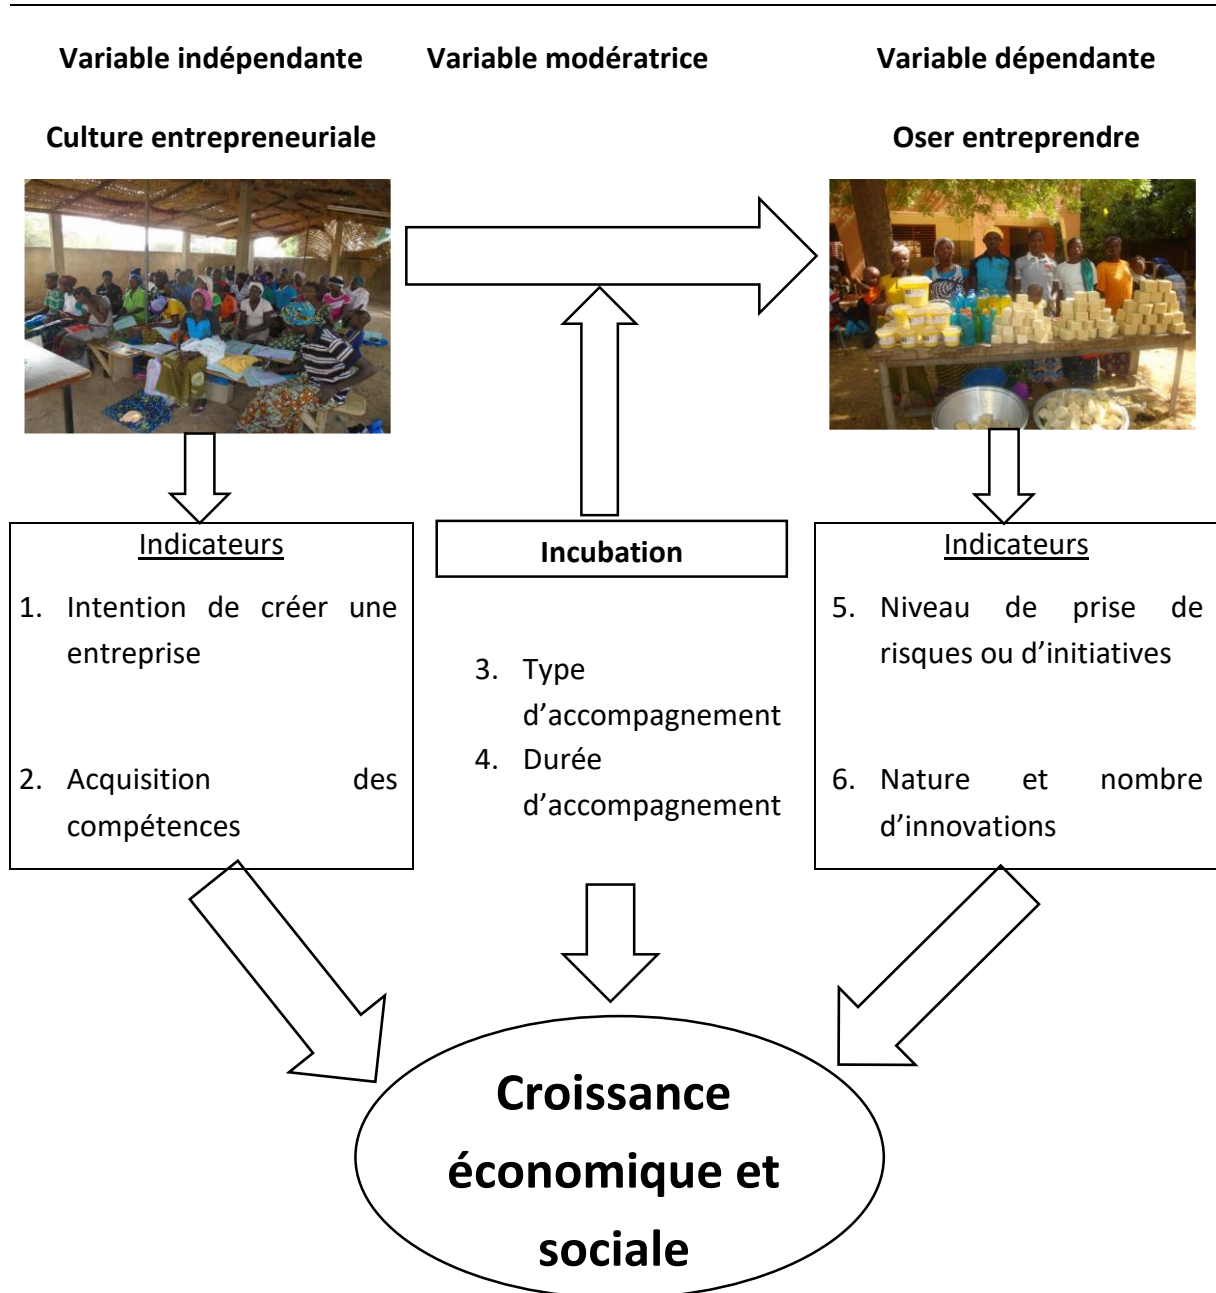 Variable indépendante
Variable modératrice
Variable dépendante
Culture entrepreneuriale
Oser entreprendre
Indicateurs
1. Intention de créer une
entreprise
2. Acquisition des
compétences
Incubation
3. Type
d’accompagnement
4. Durée
d’accompagnement
Indicateurs
5. Niveau de prise de
risques ou d’initiatives
6. Nature et nombre
d’innovations
Croissance
économique et
sociale